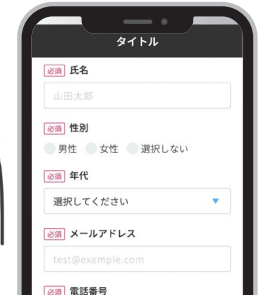 タイトル
必須 氏名
山田太郎
必須 性別
男性 女性 選択しない
必須 年代
選択してください
必須 メールアドレス
test@example.com
必須 電話番号